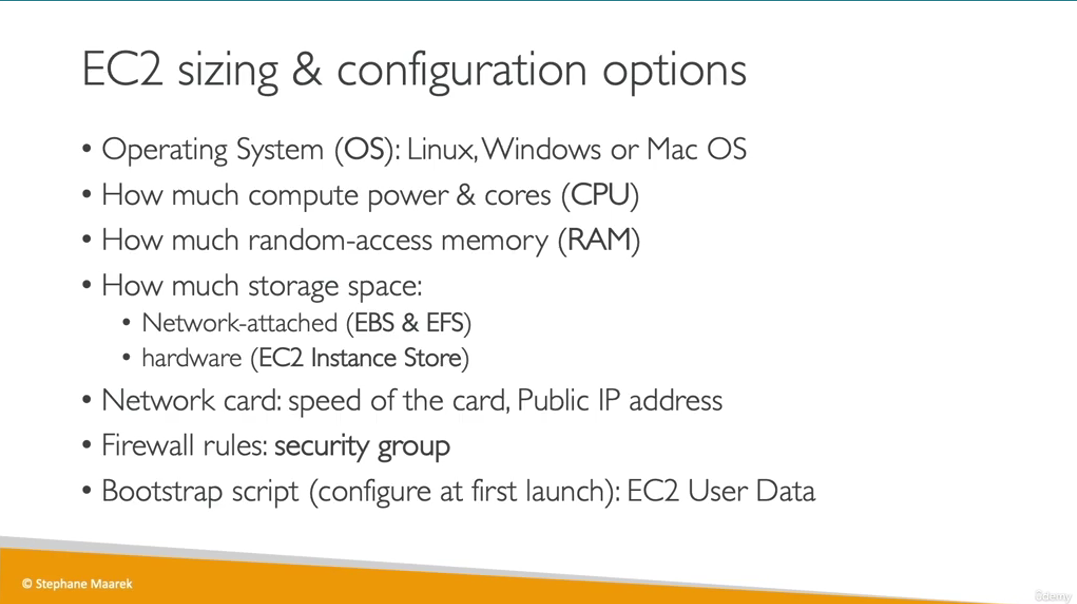 EC2 sizing & configuration options
• Operating System (OS): Linux, Windows or Mac OS
• How much compute power & cores (CPU)
• How much random-access memory (RAM)
• How much storage space:
• Network-attached (EBS & EFS)
• hardware (EC2 Instance Store)
• Network card: speed of the card, Public IP address
• Firewall rules: security group
• Bootstrap script (configure at first launch): EC2 User Data
© Stephane Maarek
ûdemy